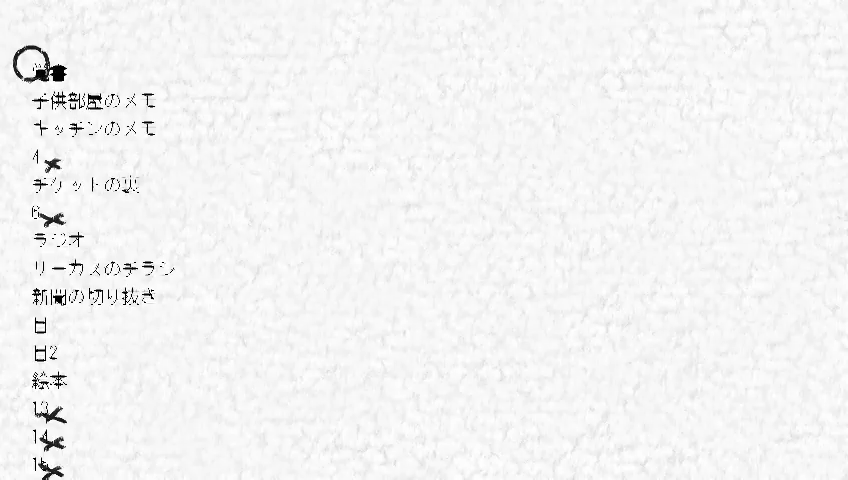 子供部屋のメモ
キッチンのメモ
4
チケットの裏
6
ラジオ
サーカスのチラシ
新聞の切り抜き
日
日2
絵本
13
14
15